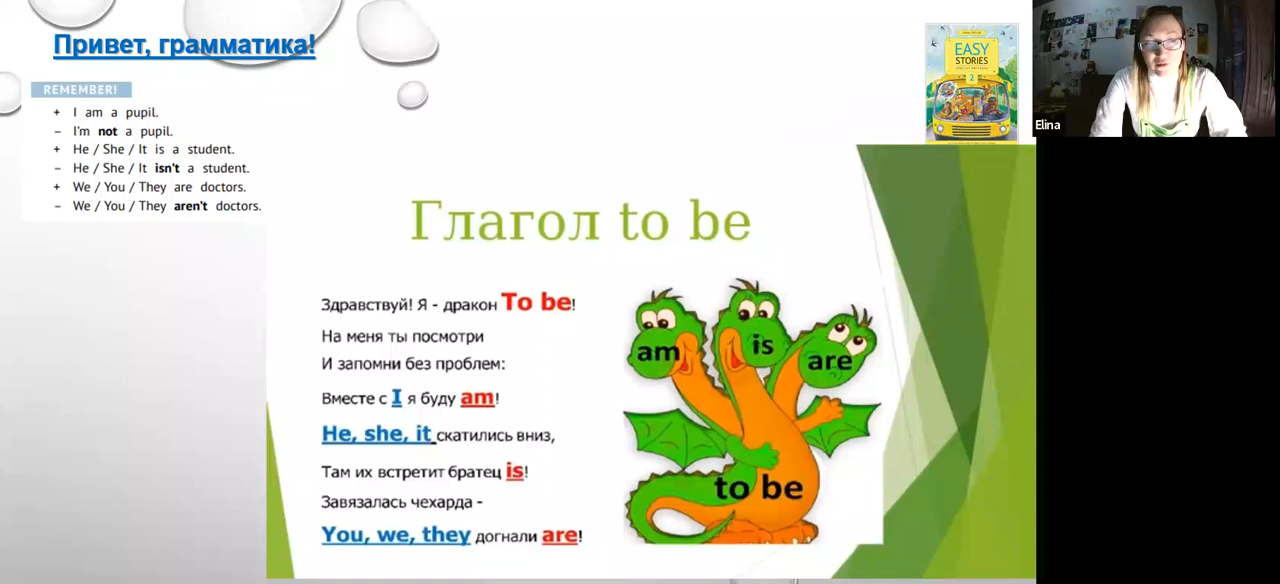 Привет, грамматика!
REMEMBER!
+ I am a pupil.
– I'm not a pupil.
+ He / She / It is a student.
– He / She / It isn't a student.
+ We / You / They are doctors.
– We / You / They aren't doctors.
EASY
STORIES
2
Elina
Глагол to be
Здравствуй! Я - дракон To be!
На меня ты посмотри
И запомни без проблем:
Вместе с I я буду am!
He, she, it скатились вниз,
Там их встретит братец is!
Завязалась чехарда -
You, we, they догнали are!
am
is
are
to be